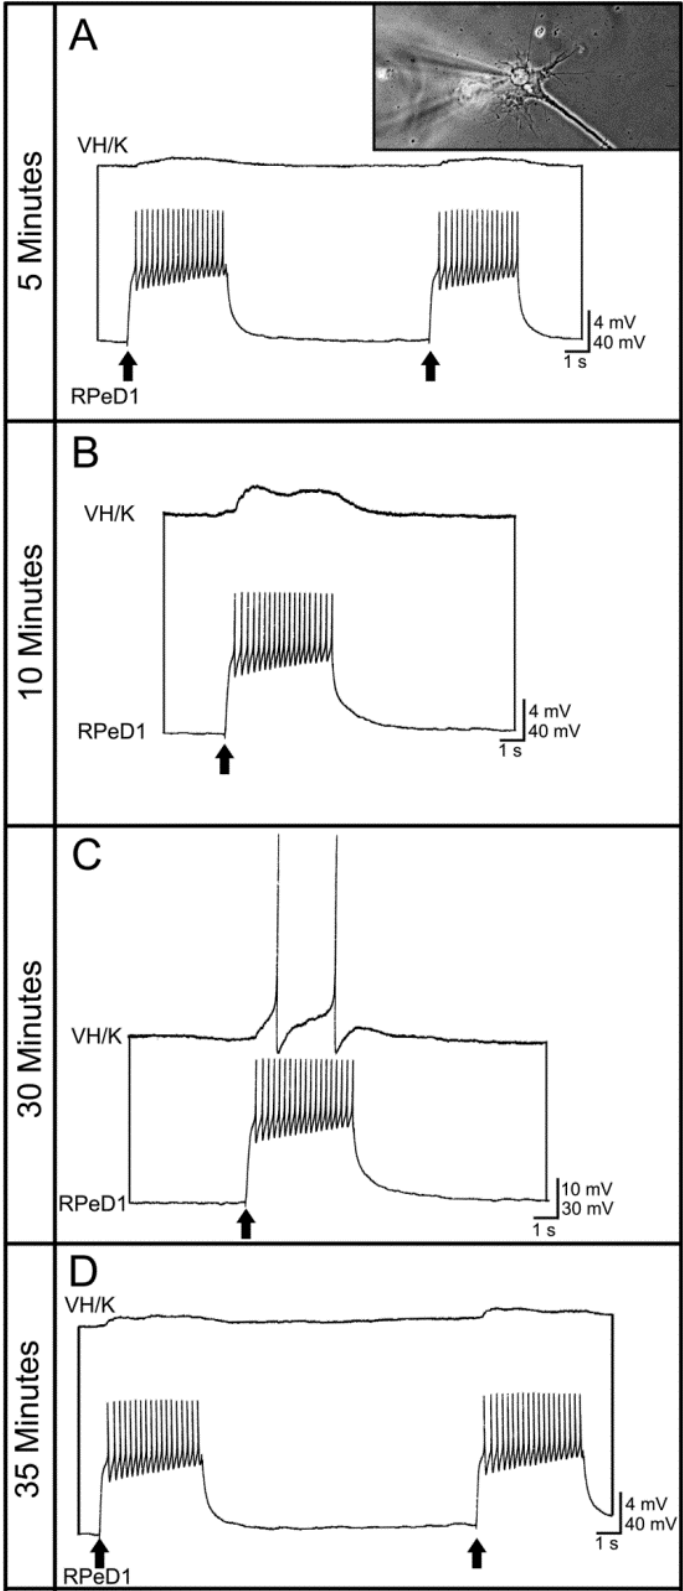 5 Minutes
A
VH/K
4 mV
40 mV
1 s
RPeD1
10 Minutes
B
VH/K
RPeD1
4 mV
40 mV
1 s
30 Minutes
C
VH/K
RPeD1
10 mV
30 mV
1 s
35 Minutes
D
VH/K
4 mV
40 mV
1 s
RPeD1